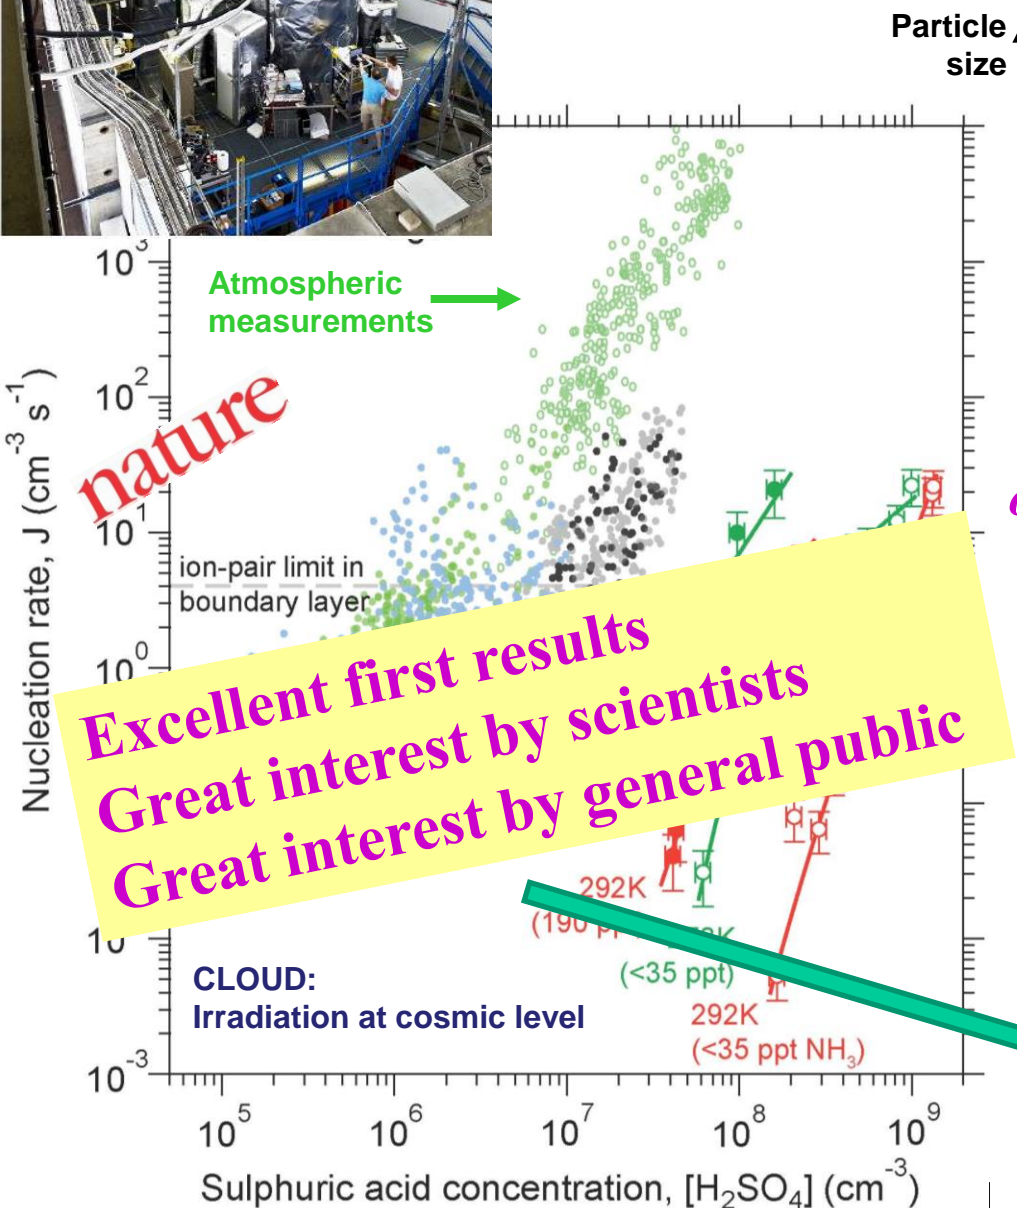 Particle
size
10³
Atmospheric
measurements
10²
nature
10¹
ion-pair limit in
boundary layer
10⁰
Nucleation rate, J (cm⁻³ s⁻¹)
Excellent first results
Great interest by scientists
Great interest by general public
292K
(190
(<35 ppt)
CLOUD:
Irradiation at cosmic level
292K
(<35 ppt NH₃)
10⁻³
10⁵ 10⁶ 10⁷ 10⁸ 10⁹
Sulphuric acid concentration, [H₂SO₄] (cm⁻³)